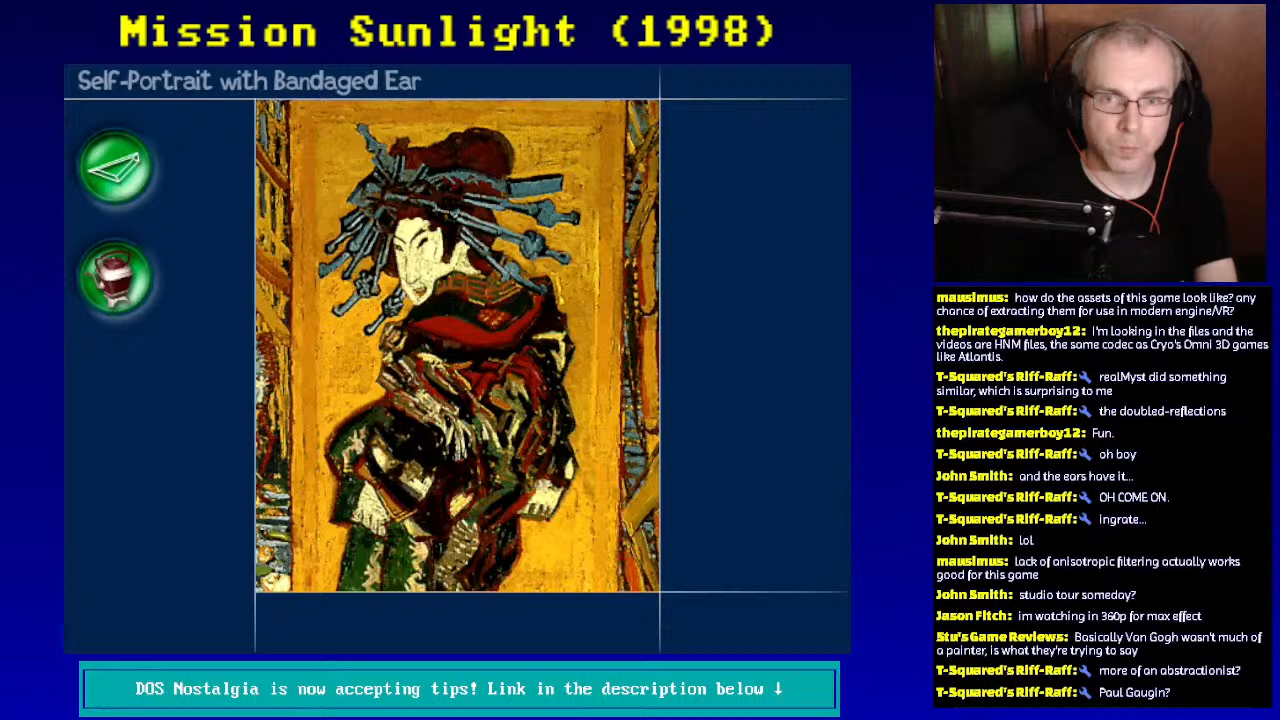 Mission Sunlight (1998)
Self-Portrait with Bandaged Ear
mausimus: how do the assets of this game look like? any
chance of extracting them for use in modern engine/VR?
thepirategamerboy12: I'm looking in the files and the
videos are HNM files, the same codec as Cryo's Omni 3D games
like Atlantis.
T-Squared's Riff-Raff: realMyst did something
similar, which is surprising to me
T-Squared's Riff-Raff: the doubled-reflections
thepirategamerboy12: Fun.
T-Squared's Riff-Raff: oh boy
John Smith: and the ears have it...
T-Squared's Riff-Raff: OH COME ON.
T-Squared's Riff-Raff: ingrate...
John Smith: lol
mausimus: lack of anisotropic filtering actually works
good for this game
John Smith: studio tour someday?
Jason Fitch: im watching in 360p for max effect
Stu's Game Reviews: Basically Van Gogh wasn't much of
a painter, is what they're trying to say
T-Squared's Riff-Raff: more of an abstractionist?
T-Squared's Riff-Raff: Paul Gaugin?
DOS Nostalgia is now accepting tips! Link in the description below ↓